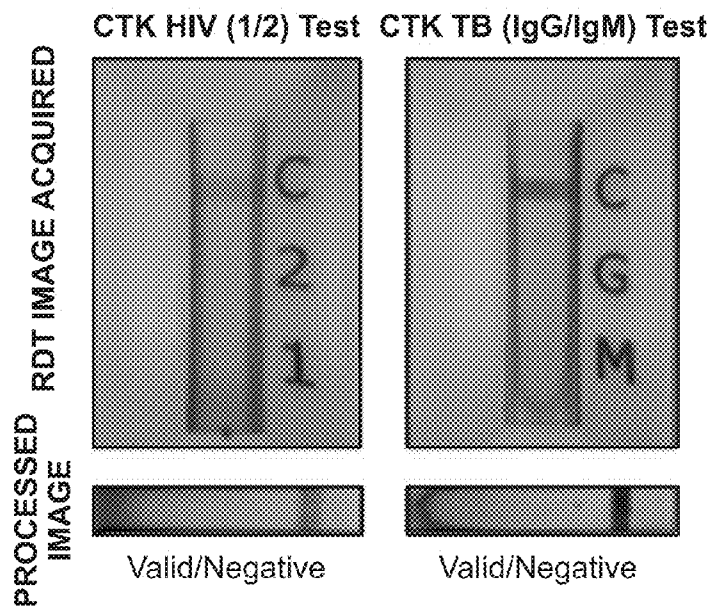 CTK HIV (1/2) Test
CTK TB (IgG/IgM) Test
RDT IMAGE ACQUIRED
C
2
1
C
G
M
PROCESSED
IMAGE
Valid/Negative
Valid/Negative